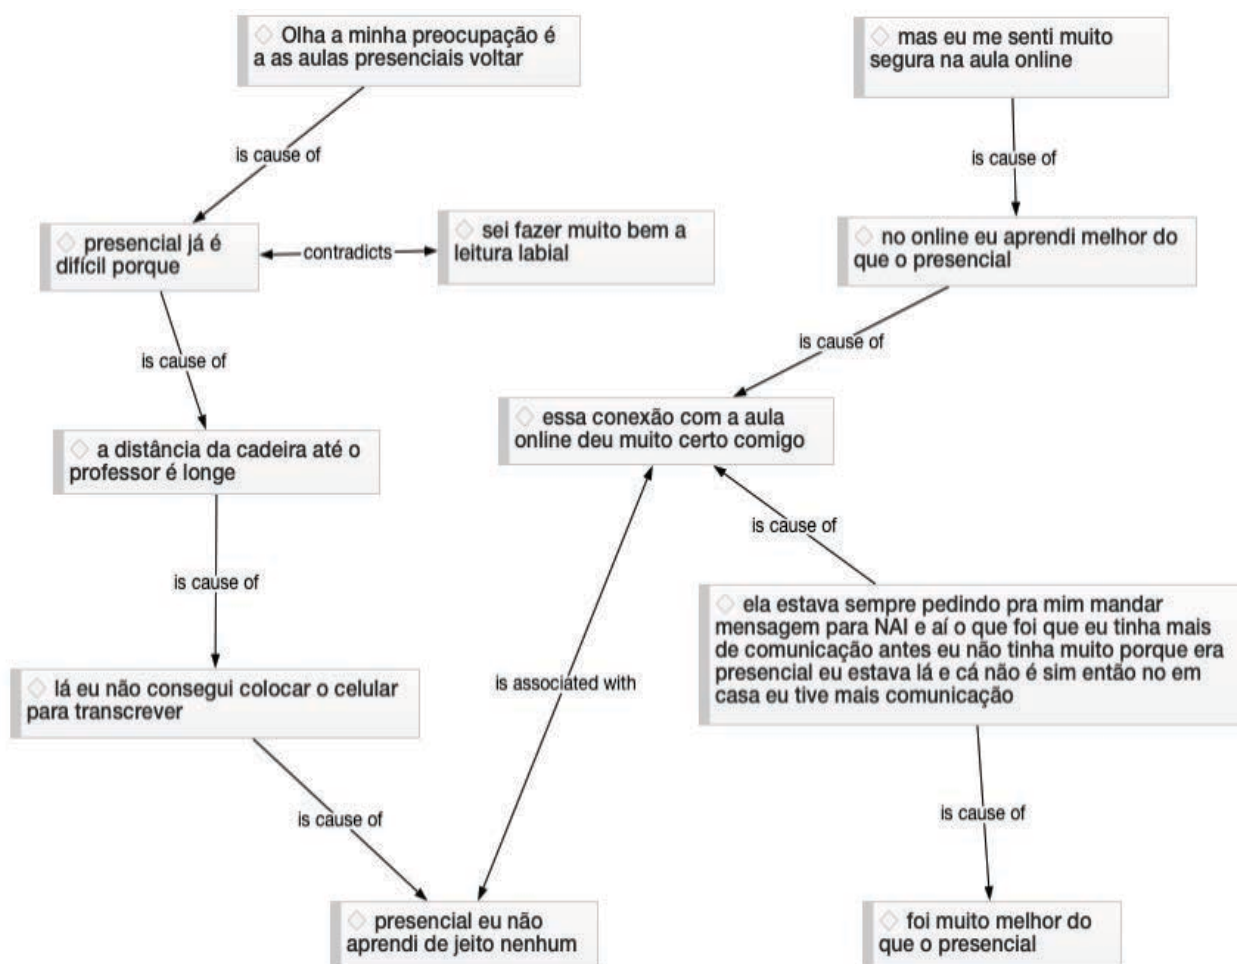 Olha a minha preocupação é
a as aulas presenciais voltar
mas eu me senti muito
segura na aula online
is cause of
is cause of
presencial já é
difícil porque
contradicts
sei fazer muito bem a
leitura labial
no online eu aprendi melhor do
que o presencial
is cause of
is cause of
essa conexão com a aula
online deu muito certo comigo
a distância da cadeira até o
professor é longe
is cause of
is cause of
ela estava sempre pedindo pra mim mandar
mensagem para NAI e aí o que foi que eu tinha mais
de comunicação antes eu não tinha muito porque era
presencial eu estava lá e cá não é sim então no em
casa eu tive mais comunicação
is associated with
lá eu não consegui colocar o celular
para transcrever
is cause of
is cause of
presencial eu não
aprendi de jeito nenhum
foi muito melhor do
que o presencial